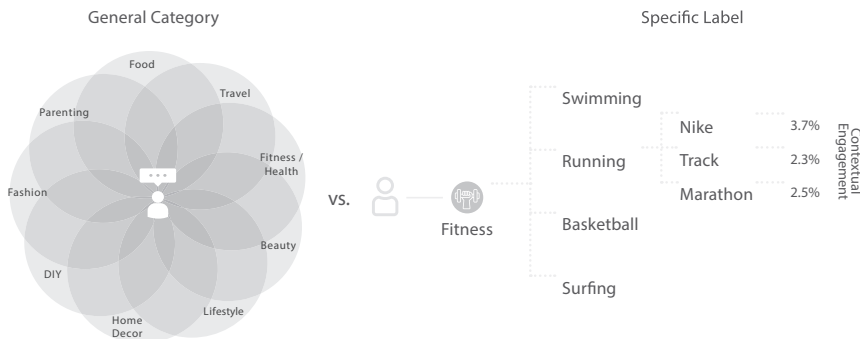 General Category
Specific Label
Food
Travel
Parenting
Fitness /
Health
Fashion
Beauty
DIY
Lifestyle
Home
Decor
vs.
Fitness
Swimming
Running
Basketball
Surfing
Nike
3.7%
Track
2.3%
Marathon
2.5%
Contextual
Engagement